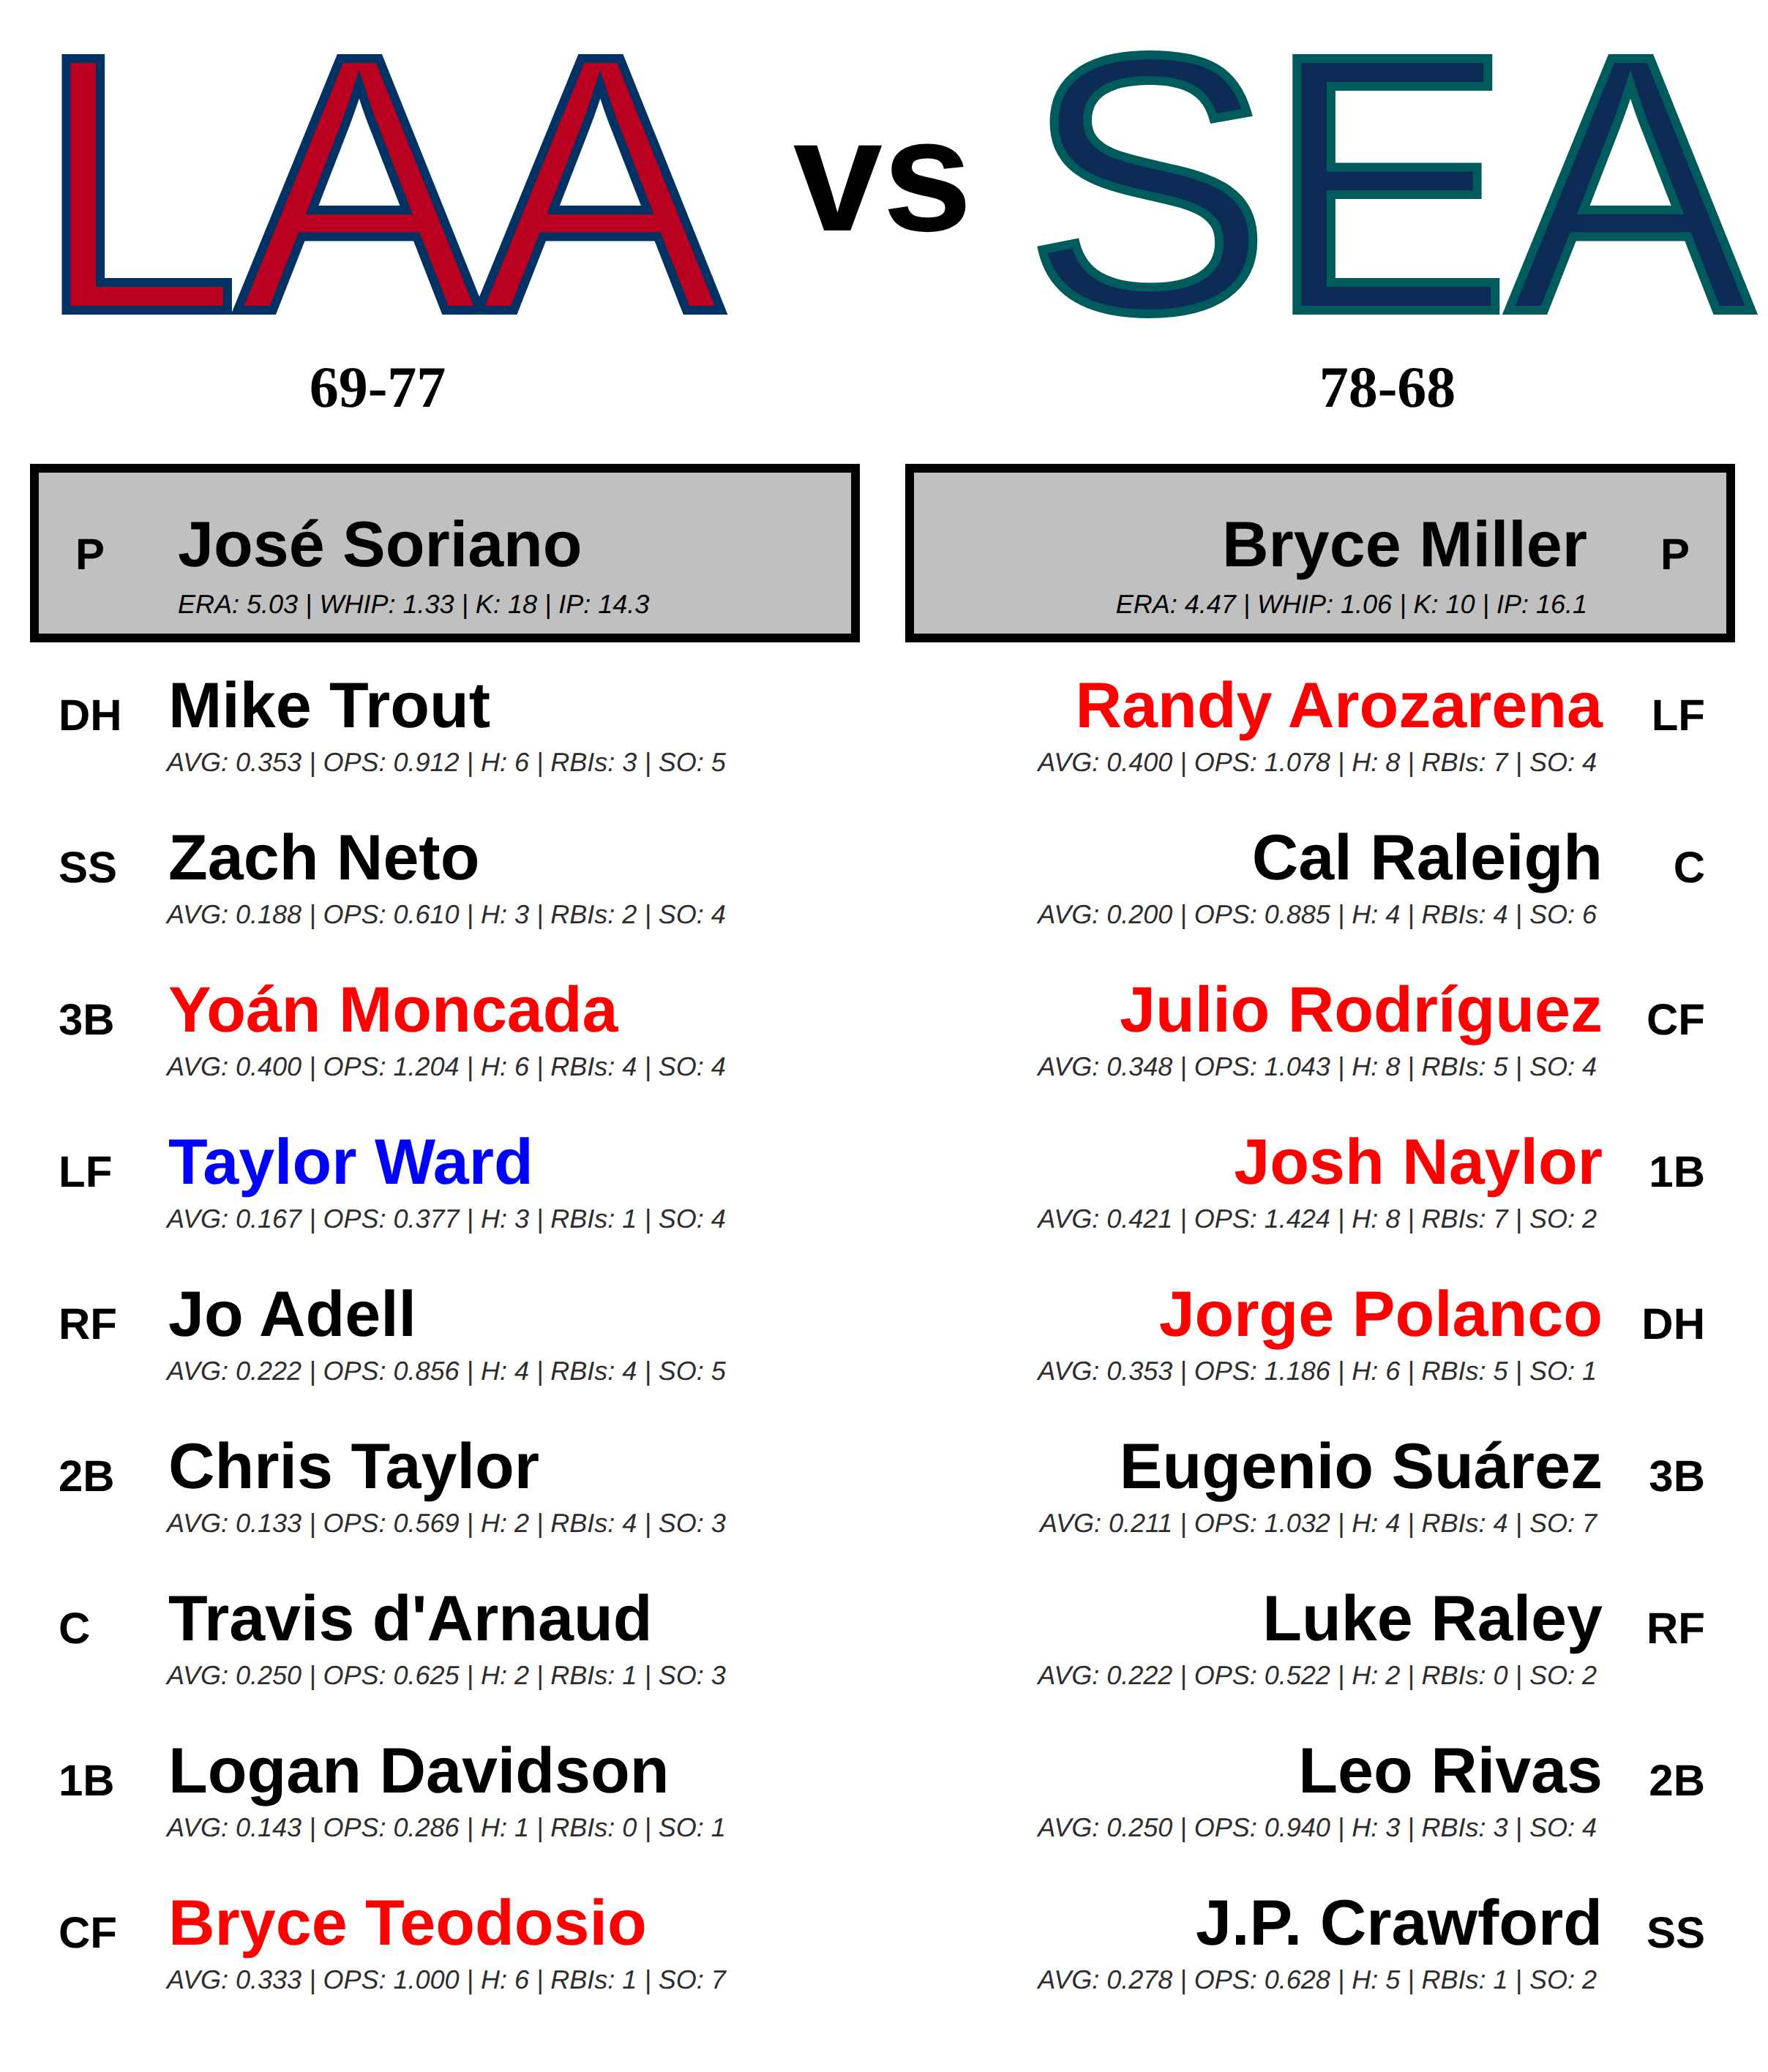 LAA vs SEA
69-77 78-68
P José Soriano
ERA: 5.03 | WHIP: 1.33 | K: 18 | IP: 14.3
Bryce Miller P
ERA: 4.47 | WHIP: 1.06 | K: 10 | IP: 16.1
DH Mike Trout
AVG: 0.353 | OPS: 0.912 | H: 6 | RBIs: 3 | SO: 5
SS Zach Neto
AVG: 0.188 | OPS: 0.610 | H: 3 | RBIs: 2 | SO: 4
3B Yoán Moncada
AVG: 0.400 | OPS: 1.204 | H: 6 | RBIs: 4 | SO: 4
LF Taylor Ward
AVG: 0.167 | OPS: 0.377 | H: 3 | RBIs: 1 | SO: 4
RF Jo Adell
AVG: 0.222 | OPS: 0.856 | H: 4 | RBIs: 4 | SO: 5
2B Chris Taylor
AVG: 0.133 | OPS: 0.569 | H: 2 | RBIs: 4 | SO: 3
C Travis d'Arnaud
AVG: 0.250 | OPS: 0.625 | H: 2 | RBIs: 1 | SO: 3
1B Logan Davidson
AVG: 0.143 | OPS: 0.286 | H: 1 | RBIs: 0 | SO: 1
CF Bryce Teodosio
AVG: 0.333 | OPS: 1.000 | H: 6 | RBIs: 1 | SO: 7
Randy Arozarena LF
AVG: 0.400 | OPS: 1.078 | H: 8 | RBIs: 7 | SO: 4
Cal Raleigh C
AVG: 0.200 | OPS: 0.885 | H: 4 | RBIs: 4 | SO: 6
Julio Rodríguez CF
AVG: 0.348 | OPS: 1.043 | H: 8 | RBIs: 5 | SO: 4
Josh Naylor 1B
AVG: 0.421 | OPS: 1.424 | H: 8 | RBIs: 7 | SO: 2
Jorge Polanco DH
AVG: 0.353 | OPS: 1.186 | H: 6 | RBIs: 5 | SO: 1
Eugenio Suárez 3B
AVG: 0.211 | OPS: 1.032 | H: 4 | RBIs: 4 | SO: 7
Luke Raley RF
AVG: 0.222 | OPS: 0.522 | H: 2 | RBIs: 0 | SO: 2
Leo Rivas 2B
AVG: 0.250 | OPS: 0.940 | H: 3 | RBIs: 3 | SO: 4
J.P. Crawford SS
AVG: 0.278 | OPS: 0.628 | H: 5 | RBIs: 1 | SO: 2